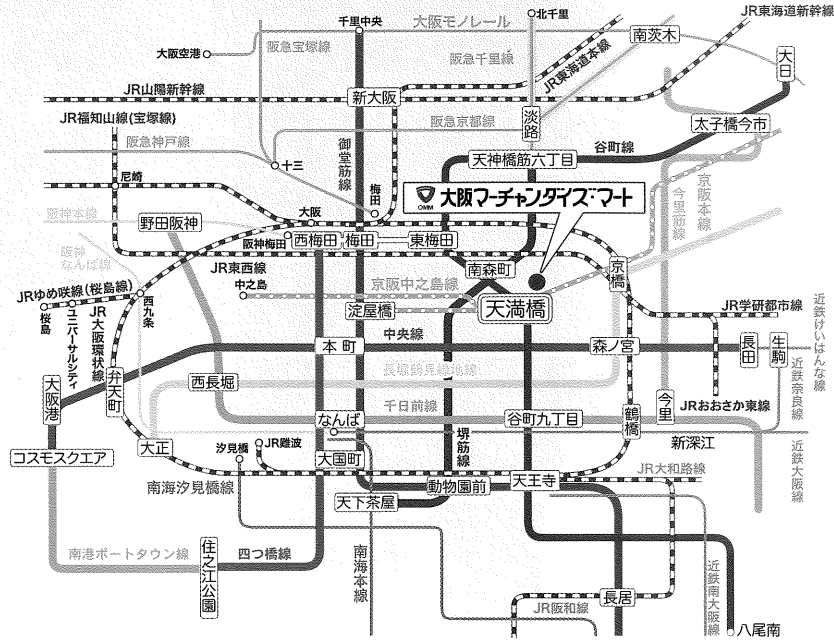 JR東海道新幹線
北千里
千里中央
大阪モノレール
南茨木
大阪空港
阪急宝塚線
阪急千里線
JR東海道本線
大日
JR山陽新幹線
新大阪
JR福知山線(宝塚線)
淡路
阪急京都線
太子橋今市
阪急神戸線
御堂筋線
谷町線
十三
天神橋筋六丁目
尼崎
梅田
OMM
大阪マーチャンダイズ・マート
今里筋線
京阪本線
阪神本線
野田阪神
大阪
阪神梅田
西梅田
梅田
東梅田
阪神なんば線
JR東西線
南森町
京橋
JRゆめ咲線(桜島線)
中之島
京阪中之島線
淀屋橋
天満橋
JR学研都市線
桜島
ユニバーサルシティ
JR大阪環状線
西九条
中央線
本町
森ノ宮
長田
生駒
近鉄けいはんな線
長堀鶴見緑地線
大阪港
弁天町
西長堀
千日前線
今里
JRおおさか東線
近鉄奈良線
なんば
谷町九丁目
鶴橋
新深江
大正
汐見橋
JR難波
堺筋線
コスモスクエア
大国町
近鉄大阪線
JR大和路線
南海汐見橋線
動物園前
天王寺
天下茶屋
南港ポートタウン線
住之江公園
四つ橋線
南海本線
近鉄南大阪線
長居
JR阪和線
八尾南